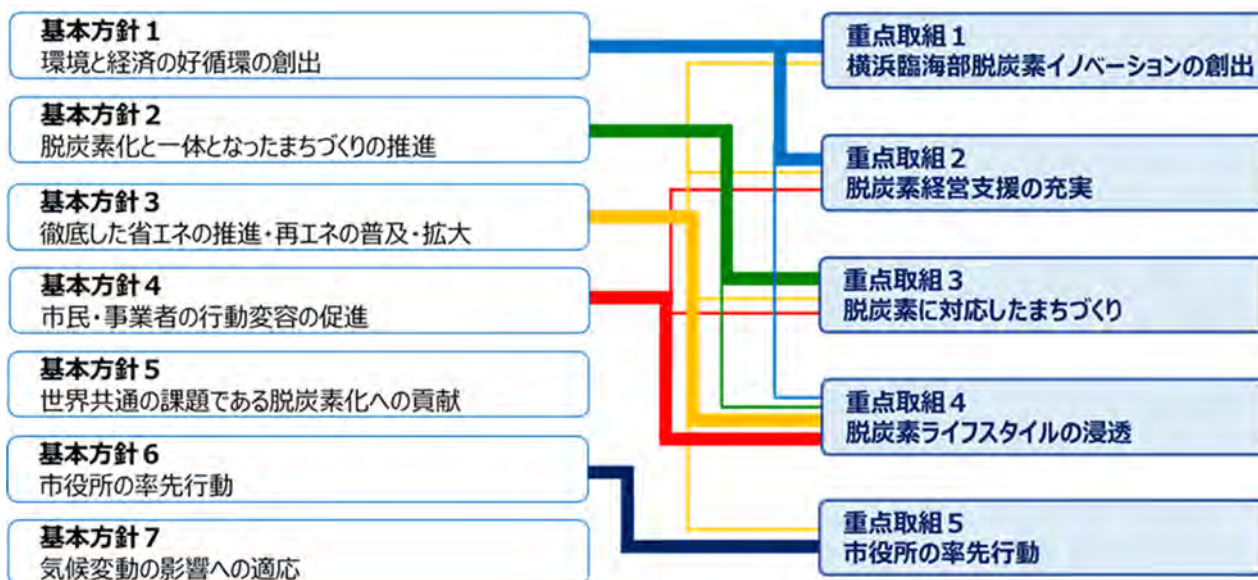 基本方針１
環境と経済の好循環の創出
基本方針２
脱炭素化と一体となったまちづくりの推進
基本方針３
徹底した省エネの推進・再エネの普及・拡大
基本方針４
市民・事業者の行動変容の促進
基本方針５
世界共通の課題である脱炭素化への貢献
基本方針６
市役所の率先行動
基本方針７
気候変動の影響への適応
重点取組１
横浜臨海部脱炭素イノベーションの創出
重点取組２
脱炭素経営支援の充実
重点取組３
脱炭素に対応したまちづくり
重点取組４
脱炭素ライフスタイルの浸透
重点取組５
市役所の率先行動